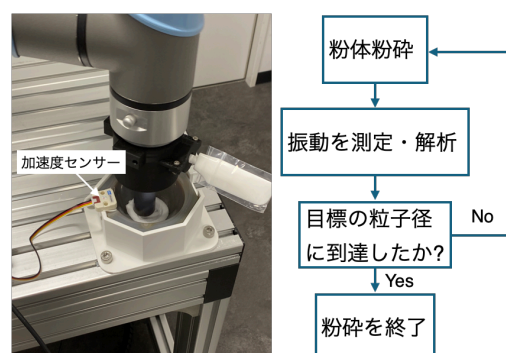 加速度センサー
粉体粉砕
振動を測定・解析
目標の粒子径
に到達したか?
No
Yes
粉砕を終了